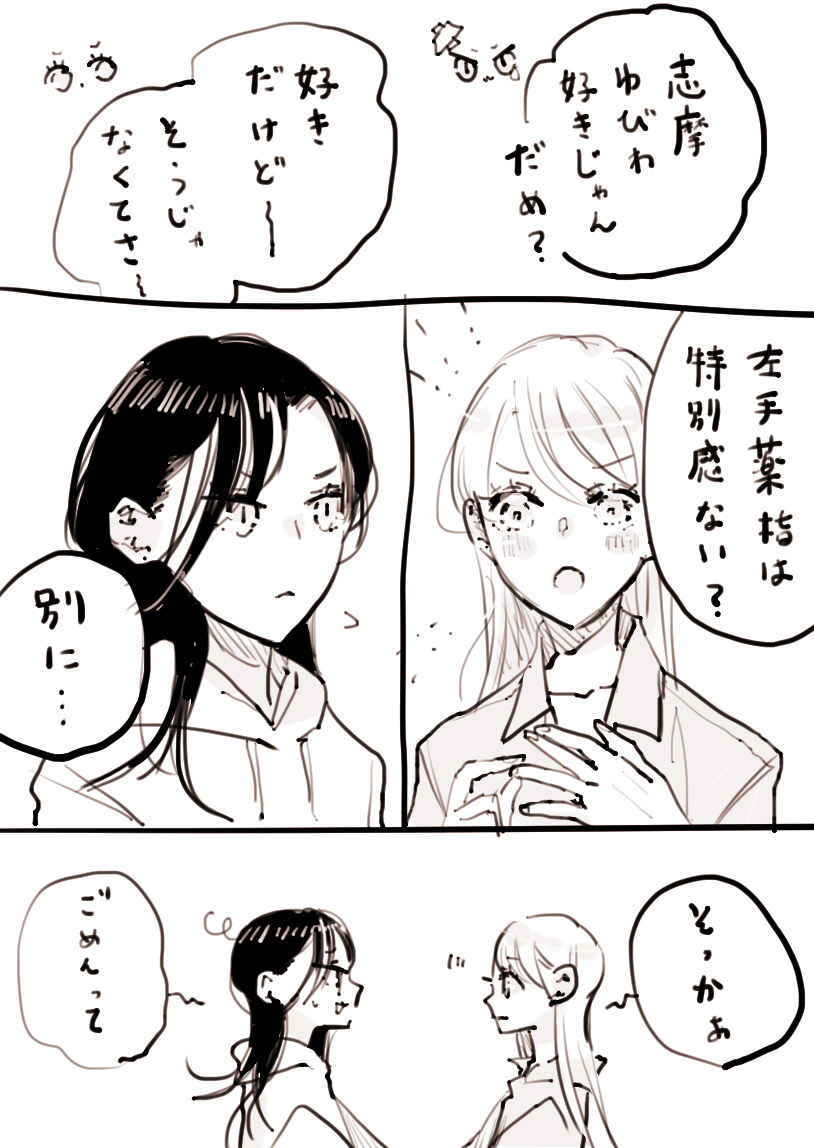 志摩
ゆびわ
好きじゃん
だめ?
好き
だけど〜
そうじゃ
なくてさ〜
左手薬指は
特別感ない?
別に…
そっかぁ
ごめんって